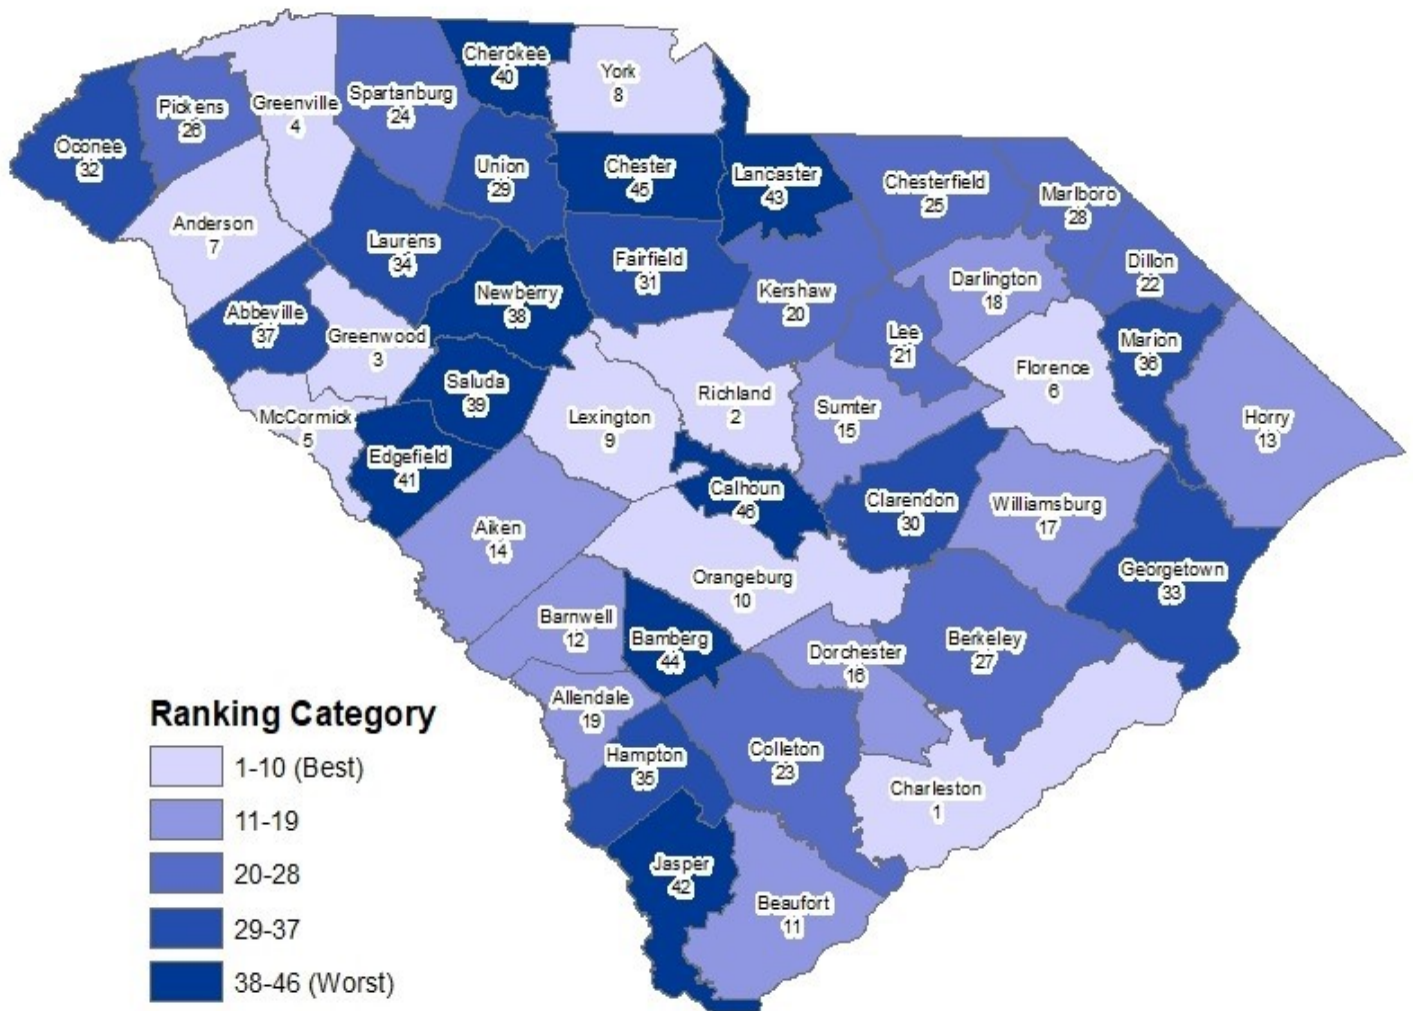 Cherokee
40
York
8
Greenville
4
Spartanburg
24
Pickens
26
Oconee
32
Union
29
Chester
45
Lancaster
43
Chesterfield
25
Marlboro
28
Anderson
7
Laurens
34
Fairfield
31
Dillon
22
Darlington
18
Kershaw
20
Newberry
38
Abbeville
37
Greenwood
3
Lee
21
Marion
36
Florence
6
Saluda
39
Richland
2
Sumter
15
Lexington
9
McCormick
5
Horry
13
Edgefield
41
Calhoun
46
Clarendon
30
Williamsburg
17
Aiken
14
Orangeburg
10
Georgetown
33
Barnwell
12
Bamberg
44
Dorchester
16
Berkeley
27
Allendale
19
Hampton
35
Colleton
23
Charleston
1
Jasper
42
Beaufort
11
Ranking Category
1-10 (Best)
11-19
20-28
29-37
38-46 (Worst)